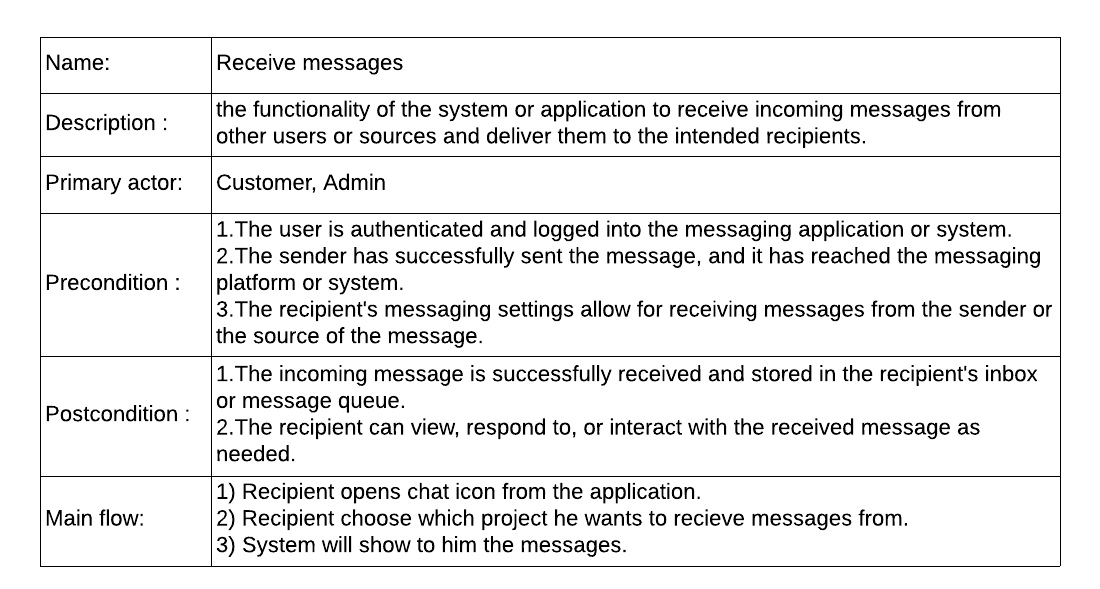 Name:
Receive messages
Description :
the functionality of the system or application to receive incoming messages from
other users or sources and deliver them to the intended recipients.
Primary actor:
Customer, Admin
Precondition :
1.The user is authenticated and logged into the messaging application or system.
2.The sender has successfully sent the message, and it has reached the messaging
platform or system.
3.The recipient's messaging settings allow for receiving messages from the sender or
the source of the message.
Postcondition :
1.The incoming message is successfully received and stored in the recipient's inbox
or message queue.
2.The recipient can view, respond to, or interact with the received message as
needed.
Main flow:
1) Recipient opens chat icon from the application.
2) Recipient choose which project he wants to recieve messages from.
3) System will show to him the messages.